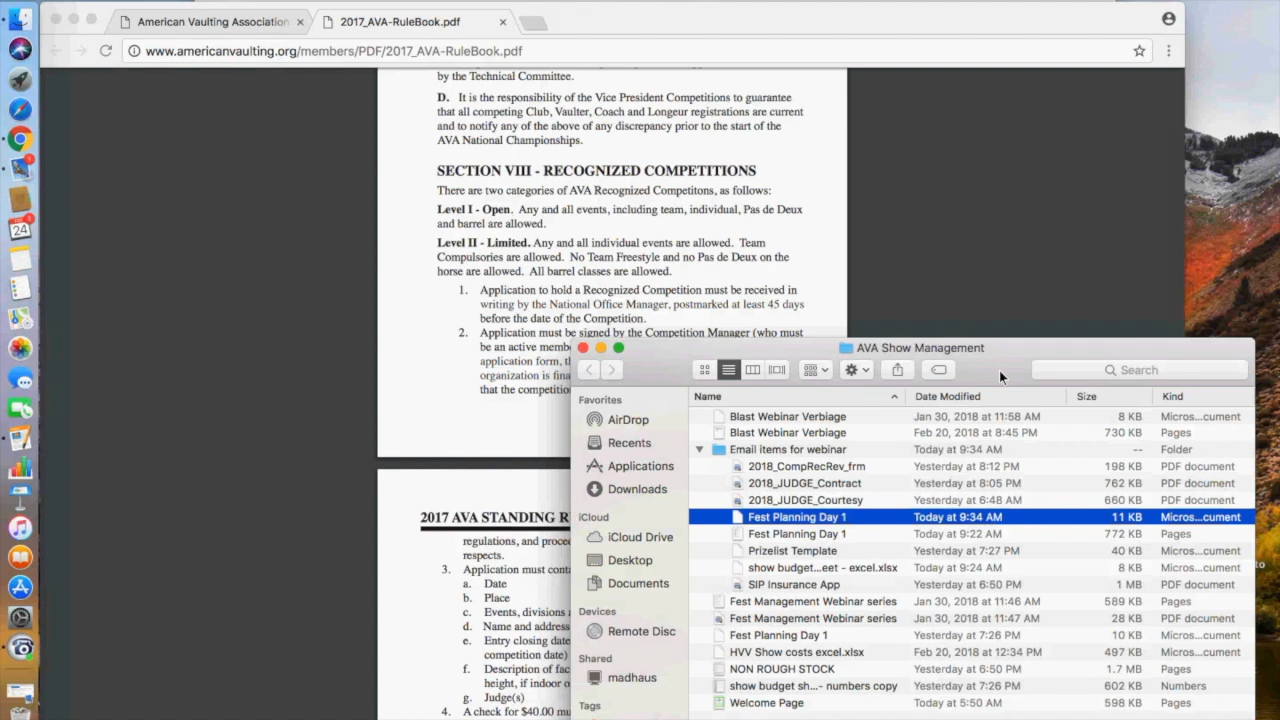 American Vaulting Association
2017_AVA-RuleBook.pdf
www.americanvaulting.org/members/PDF/2017_AVA-RuleBook.pdf
by the Technical Committee.
D. It is the responsibility of the Vice President Competitions to guarantee
that all competing Club, Vaulter, Coach and Longeur registrations are current
and to notify any of the above of any discrepancy prior to the start of the
AVA National Championships.
SECTION VIII - RECOGNIZED COMPETITIONS
There are two categories of AVA Recognized Competitons, as follows:
Level I - Open. Any and all events, including team, individual, Pas de Deux
and barrel are allowed.
Level II - Limited. Any and all individual events are allowed. Team
Compulsories are allowed. No Team Freestyle and no Pas de Deux on the
horse are allowed. All barrel classes are allowed.
1. Application to hold a Recognized Competition must be received in
writing by the National Office Manager, postmarked at least 45 days
before the date of the Competition.
2. Application must be signed by the Competition Manager (who must
be an active memb
application form, th
organization is fina
that the competitio
2017 AVA STANDING R
regulations, and proce
respects.
3. Application must conta
a. Date
b. Place
c. Events, divisions a
d. Name and address
e. Entry closing date
competition date)
f. Description of fac
height, if indoor o
g. Judge(s)
4. A check for $40.00 mu
AVA Show Management
Search
Favorites
AirDrop
Recents
Applications
Downloads
iCloud
iCloud Drive
Desktop
Documents
Devices
Remote Disc
Shared
madhaus
Tags
Name Date Modified Size Kind
Blast Webinar Verbiage Jan 30, 2018 at 11:58 AM 8 KB Micros...cument
Blast Webinar Verbiage Feb 20, 2018 at 8:45 PM 730 KB Pages
Email items for webinar Today at 9:34 AM -- Folder
2018_CompRecRev_frm Yesterday at 8:12 PM 198 KB PDF document
2018_JUDGE_Contract Yesterday at 8:05 PM 762 KB PDF document
2018_JUDGE_Courtesy Yesterday at 6:48 AM 660 KB PDF document
Fest Planning Day 1 Today at 9:34 AM 11 KB Micros...cument
Fest Planning Day 1 Today at 9:22 AM 772 KB Pages
Prizelist Template Yesterday at 7:27 PM 40 KB Micros...cument
show budget...eet - excel.xlsx Today at 9:24 AM 8 KB Micros...cument
SIP Insurance App Yesterday at 6:50 PM 1 MB PDF document
Fest Management Webinar series Jan 30, 2018 at 11:46 AM 589 KB Pages
Fest Management Webinar series Jan 30, 2018 at 11:47 AM 28 KB PDF document
Fest Planning Day 1 Yesterday at 7:26 PM 10 KB Micros...cument
HVV Show costs excel.xlsx Feb 20, 2018 at 12:34 PM 497 KB Micros...cument
NON ROUGH STOCK Yesterday at 6:50 PM 1.7 MB Pages
show budget sh...- numbers copy Yesterday at 7:26 PM 602 KB Numbers
Welcome Page Today at 5:50 AM 598 KB Pages
24
to